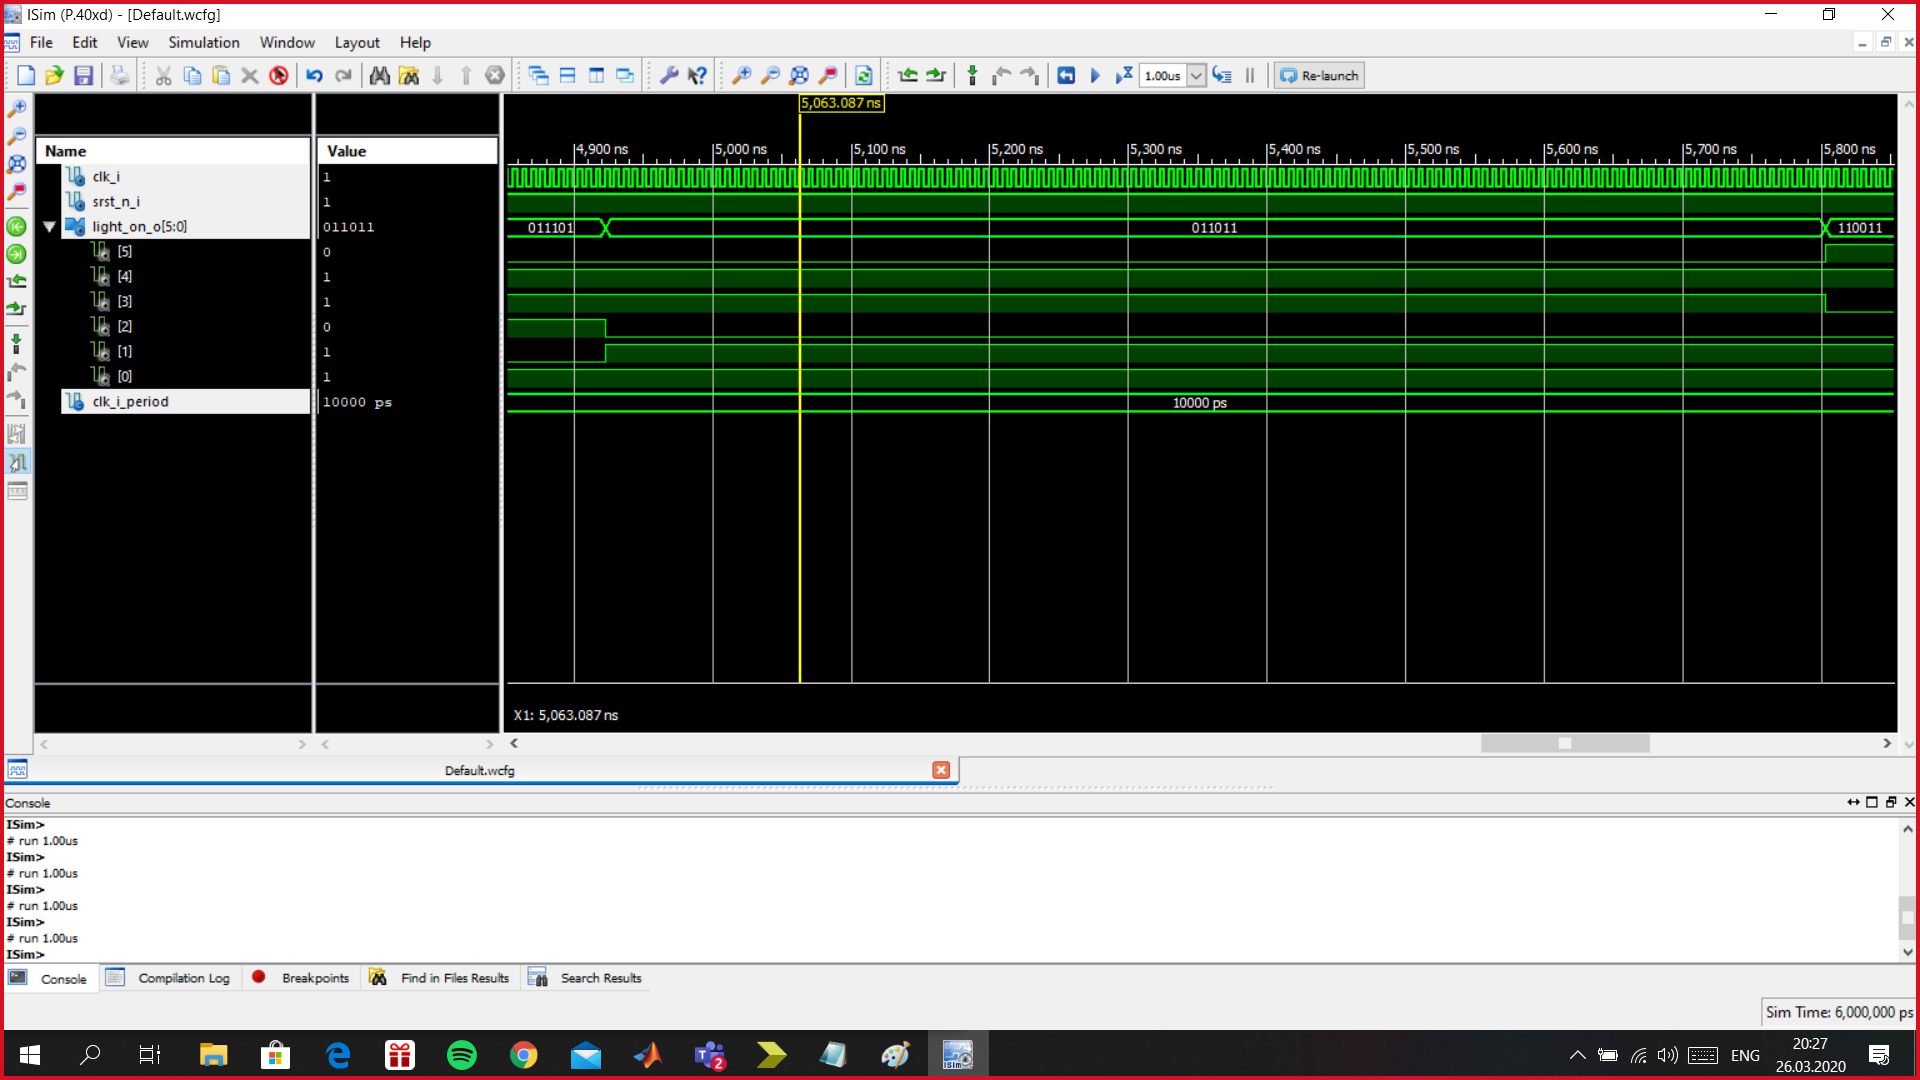 ISim (P.40xd) - [Default.wcfg]
File Edit View Simulation Window Layout Help
1.00us Re-launch
5,063.087 ns
4,900 ns 5,000 ns 5,100 ns 5,200 ns 5,300 ns 5,400 ns 5,500 ns 5,600 ns 5,700 ns 5,800 ns
Name Value
clk_i 1
srst_n_i 1
light_on_o[5:0] 011011 011101 011011 110011
[5] 0
[4] 1
[3] 1
[2] 0
[1] 1
[0] 1
clk_i_period 10000 ps 10000 ps
X1: 5,063.087 ns
Default.wcfg
Console
ISim>
# run 1.00us
ISim>
# run 1.00us
ISim>
# run 1.00us
ISim>
# run 1.00us
ISim>
Console Compilation Log Breakpoints Find in Files Results Search Results
Sim Time: 6,000,000 ps
2 ISim ENG 20:27
26.03.2020